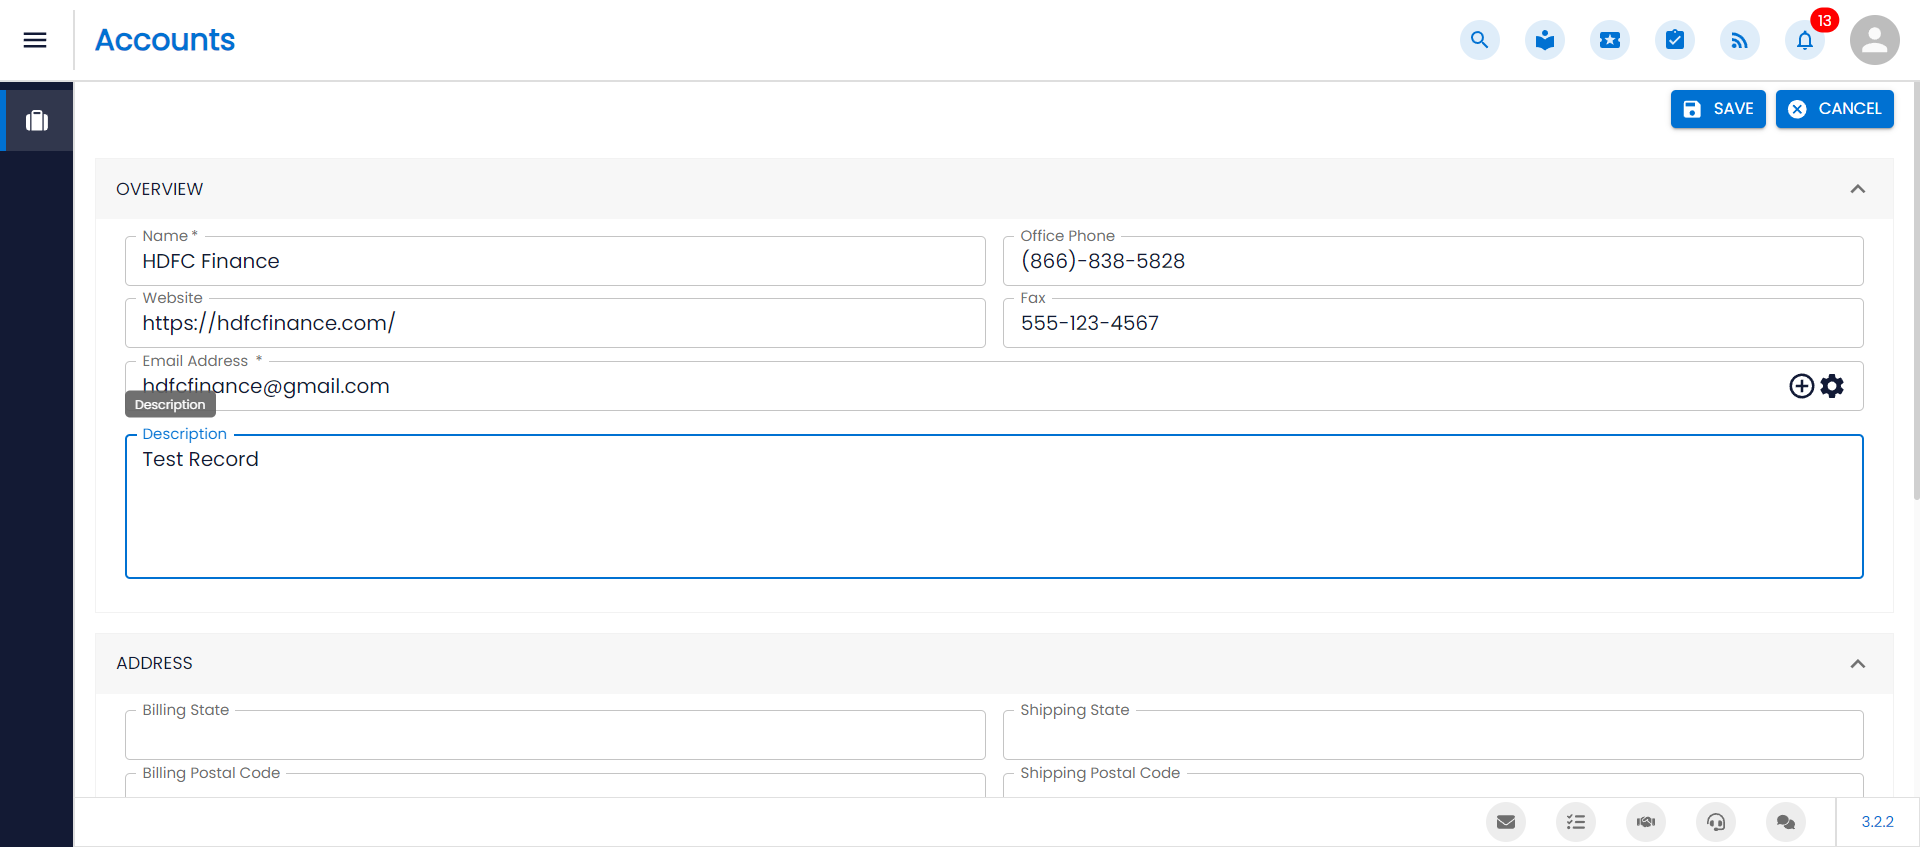 Accounts
13
SAVE
CANCEL
OVERVIEW
Name *
HDFC Finance
Office Phone
(866)-838-5828
Website
https://hdfcfinance.com/
Fax
555-123-4567
Email Address *
hdfcfinance@gmail.com
Description
Description
Test Record
ADDRESS
Billing State
Shipping State
Billing Postal Code
Shipping Postal Code
3.2.2